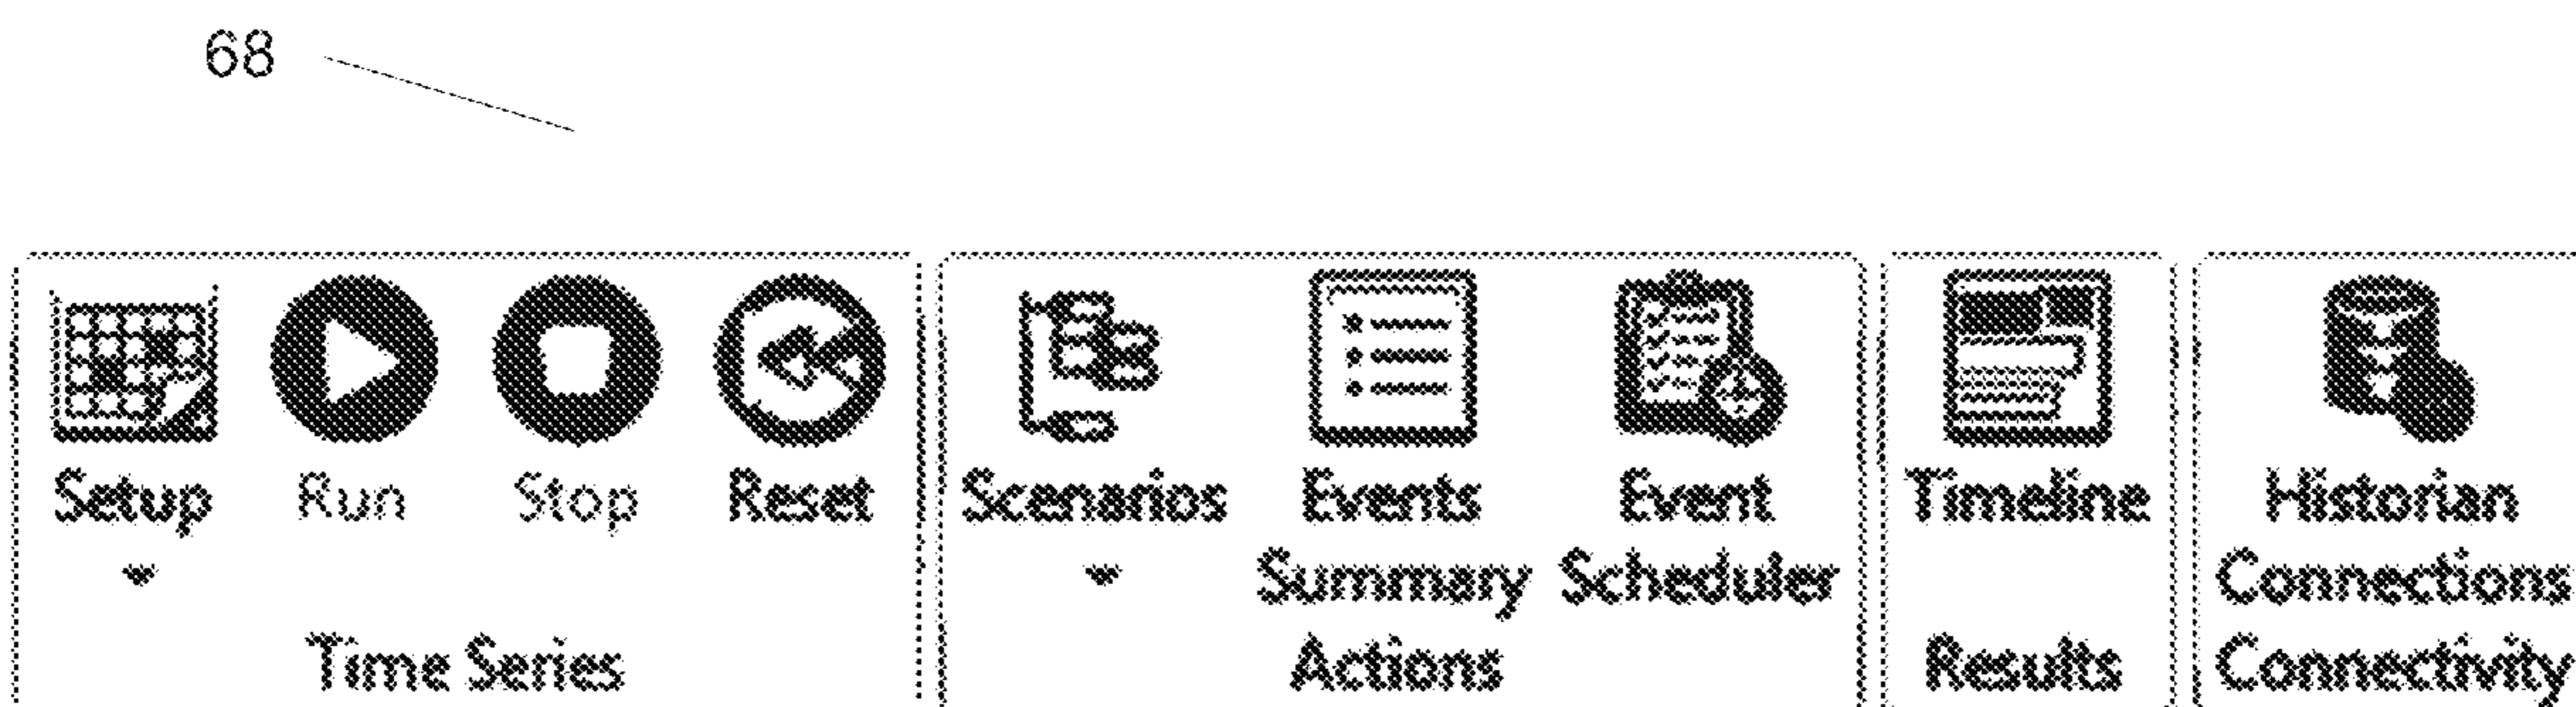 68
Setup Run Stop Reset Scenarios Events Event Timeline Historian
Summary Scheduler Connections
Time Series Actions Results Connectivity